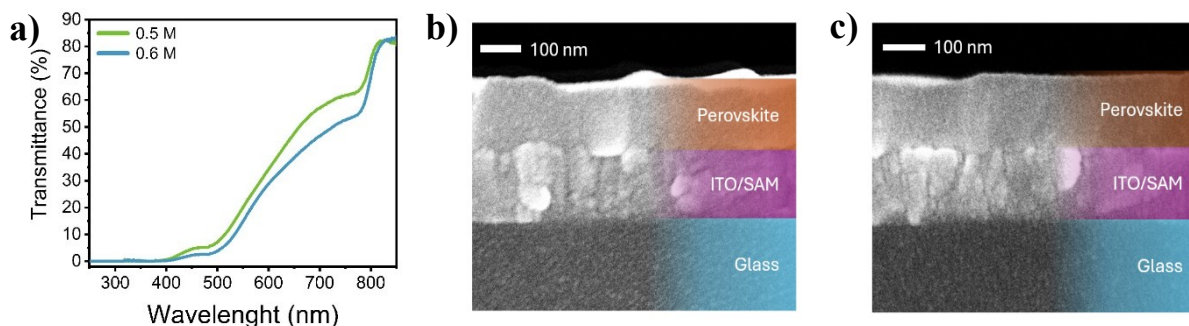 a)
90
80
70
60
50
40
30
20
10
0
Transmittance (%)
0.5 M
0.6 M
300 400 500 600 700 800
Wavelenght (nm)
b)
100 nm
Perovskite
ITO/SAM
Glass
c)
100 nm
Perovskite
ITO/SAM
Glass